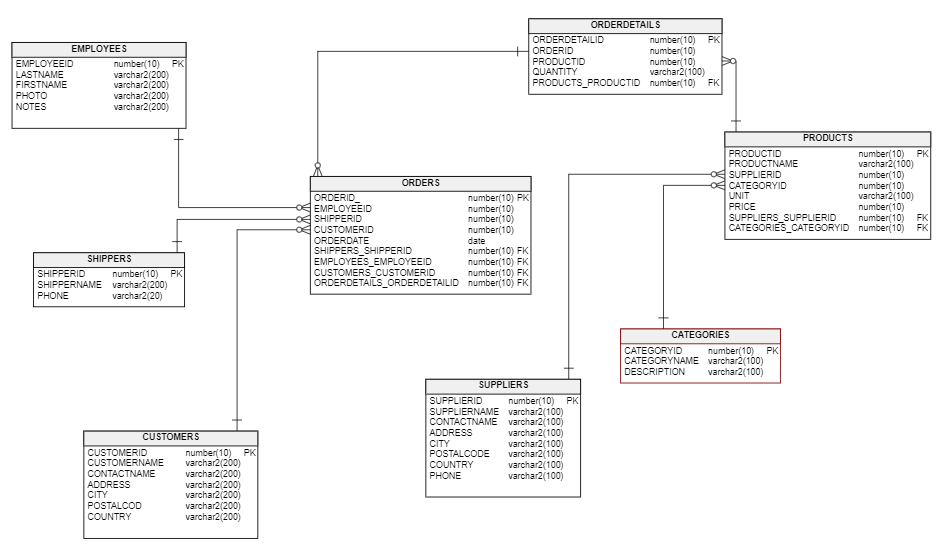 EMPLOYEES
EMPLOYEEID number(10) PK
LASTNAME varchar2(200)
FIRSTNAME varchar2(200)
PHOTO varchar2(200)
NOTES varchar2(200)
ORDERDETAILS
ORDERDETAILID number(10) PK
ORDERID number(10)
PRODUCTID number(10)
QUANTITY varchar2(100)
PRODUCTS_PRODUCTID number(10) FK
PRODUCTS
PRODUCTID number(10) PK
PRODUCTNAME varchar2(100)
SUPPLIERID number(10)
CATEGORYID number(10)
UNIT varchar2(100)
PRICE number(10)
SUPPLIERS_SUPPLIERID number(10) FK
CATEGORIES_CATEGORYID number(10) FK
ORDERS
ORDERID_ number(10) PK
EMPLOYEEID number(10)
SHIPPERID number(10)
CUSTOMERID number(10)
ORDERDATE date
SHIPPERS_SHIPPERID number(10) FK
EMPLOYEES_EMPLOYEEID number(10) FK
CUSTOMERS_CUSTOMERID number(10) FK
ORDERDETAILS_ORDERDETAILID number(10) FK
SHIPPERS
SHIPPERID number(10) PK
SHIPPERNAME varchar2(200)
PHONE varchar2(20)
CATEGORIES
CATEGORYID number(10) PK
CATEGORYNAME varchar2(100)
DESCRIPTION varchar2(100)
SUPPLIERS
SUPPLIERID number(10) PK
SUPPLIERNAME varchar2(100)
CONTACTNAME varchar2(100)
ADDRESS varchar2(100)
CITY varchar2(100)
POSTALCODE varchar2(100)
COUNTRY varchar2(100)
PHONE varchar2(100)
CUSTOMERS
CUSTOMERID number(10) PK
CUSTOMERNAME varchar2(200)
CONTACTNAME varchar2(200)
ADDRESS varchar2(200)
CITY varchar2(200)
POSTALCOD varchar2(200)
COUNTRY varchar2(200)